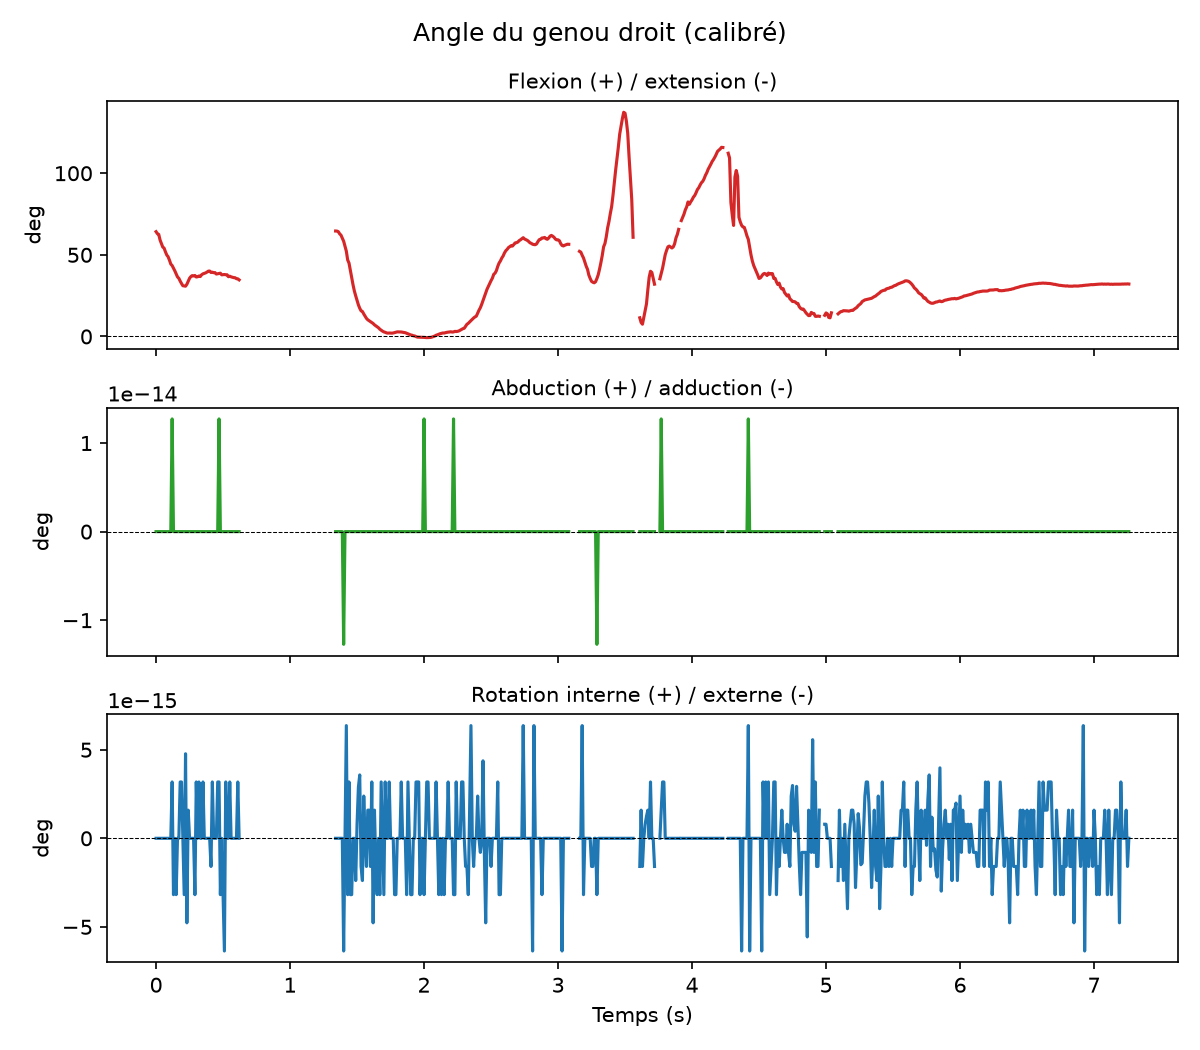 Angle du genou droit (calibré)
Flexion (+) / extension (-)
100
50
0
deg
1e−14
Abduction (+) / adduction (-)
1
0
−1
deg
1e−15
Rotation interne (+) / externe (-)
5
0
−5
deg
0 1 2 3 4 5 6 7
Temps (s)